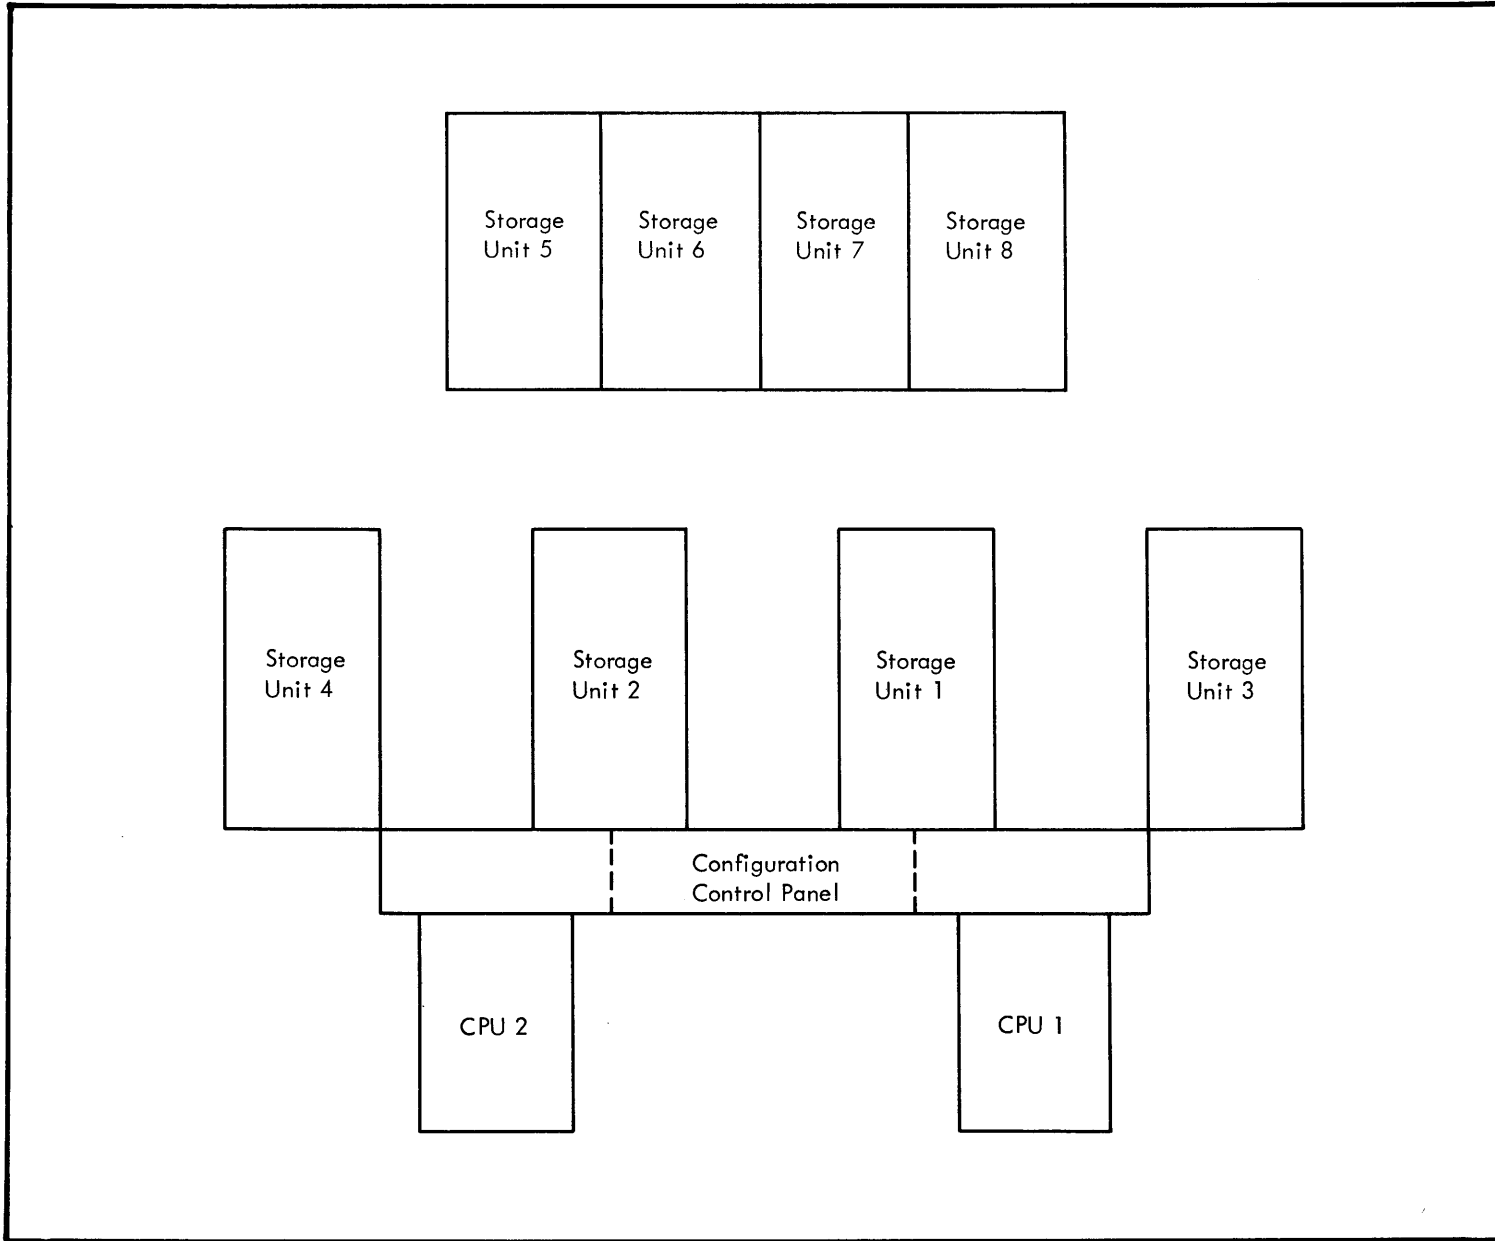 Storage
Unit 5
Storage
Unit 6
Storage
Unit 7
Storage
Unit 8
Storage
Unit 4
Storage
Unit 2
Storage
Unit 1
Storage
Unit 3
Configuration
Control Panel
CPU 2
CPU 1